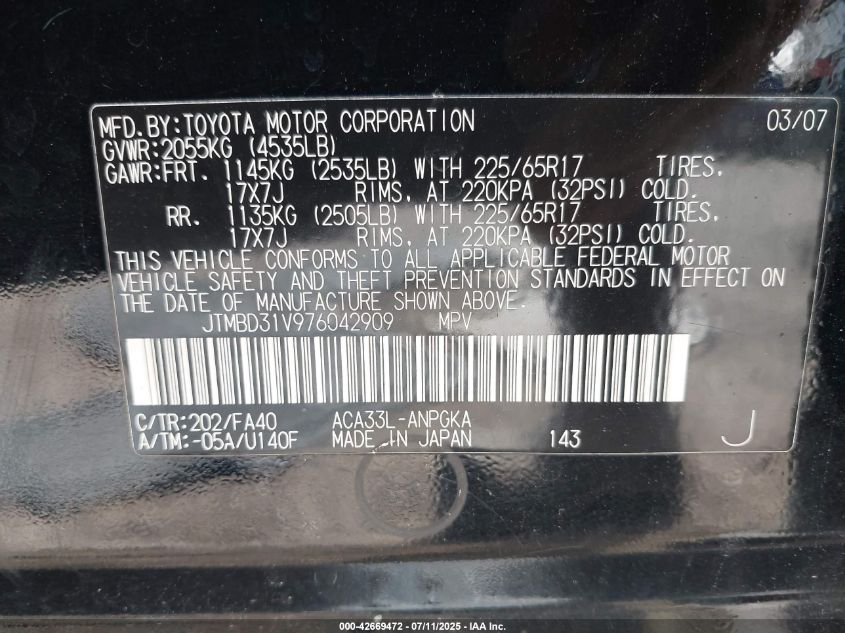 MFD.BY:TOYOTA MOTOR CORPORATION 03/07
GVWR:2055KG (4535LB)
GAWR:FRT. 1145KG (2535LB) WITH 225/65R17 TIRES,
17X7J RIMS, AT 220KPA (32PSI) COLD.
RR. 1135KG (2505LB) WITH 225/65R17 TIRES,
17X7J RIMS, AT 220KPA (32PSI) COLD.
THIS VEHICLE CONFORMS TO ALL APPLICABLE FEDERAL MOTOR
VEHICLE SAFETY AND THEFT PREVENTION STANDARDS IN EFFECT ON
THE DATE OF MANUFACTURE SHOWN ABOVE.
JTMBD31V976042909 MPV
C/TR:202/FA40 ACA33L-ANPGKA
A/TM:-05A/U140F MADE IN JAPAN 143 J
000-42669472 - 07/11/2025 - IAA Inc.